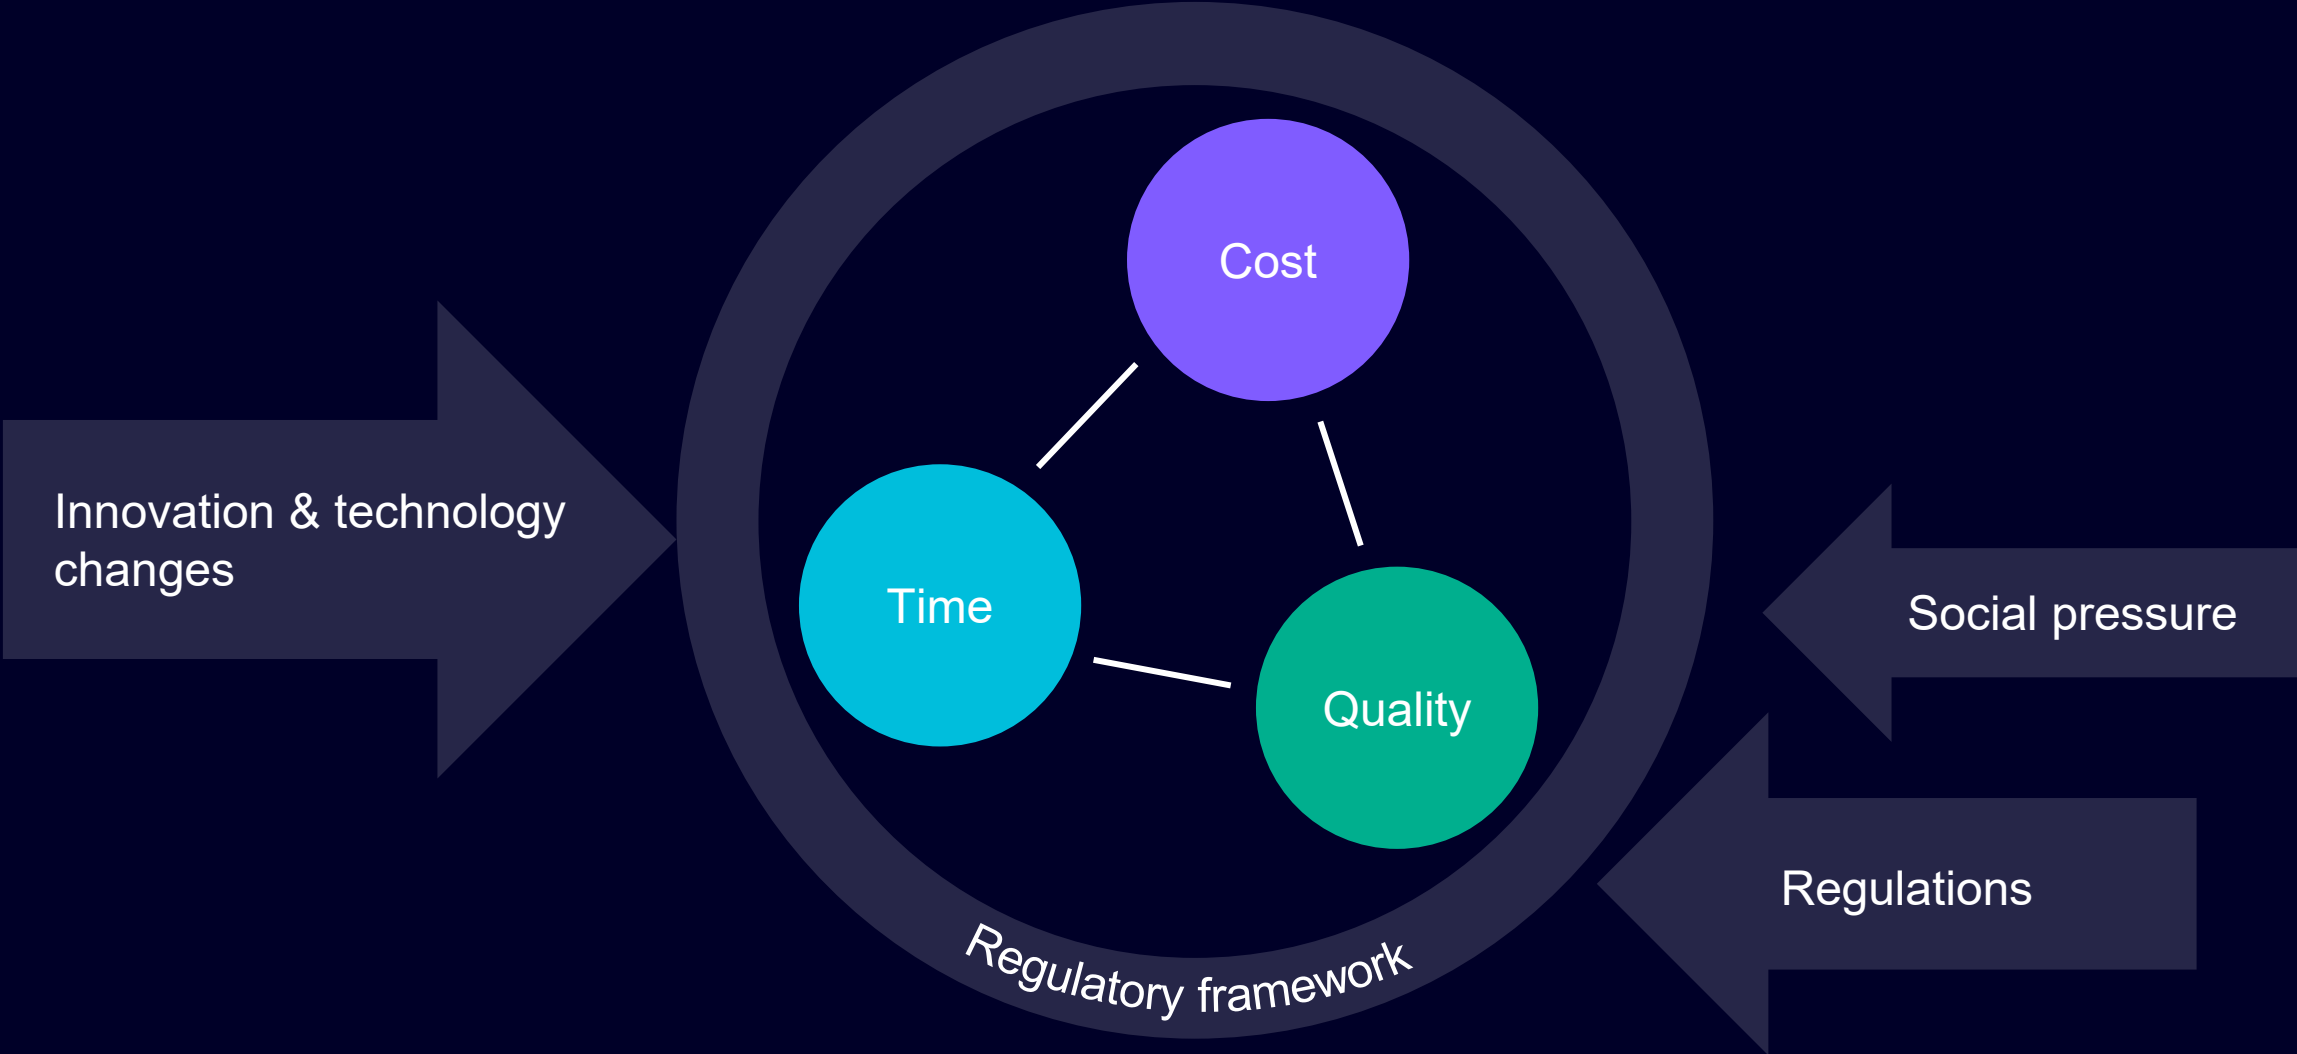 Cost
Innovation & technology
changes
Time
Social pressure
Quality
Regulations
Regulatory framework